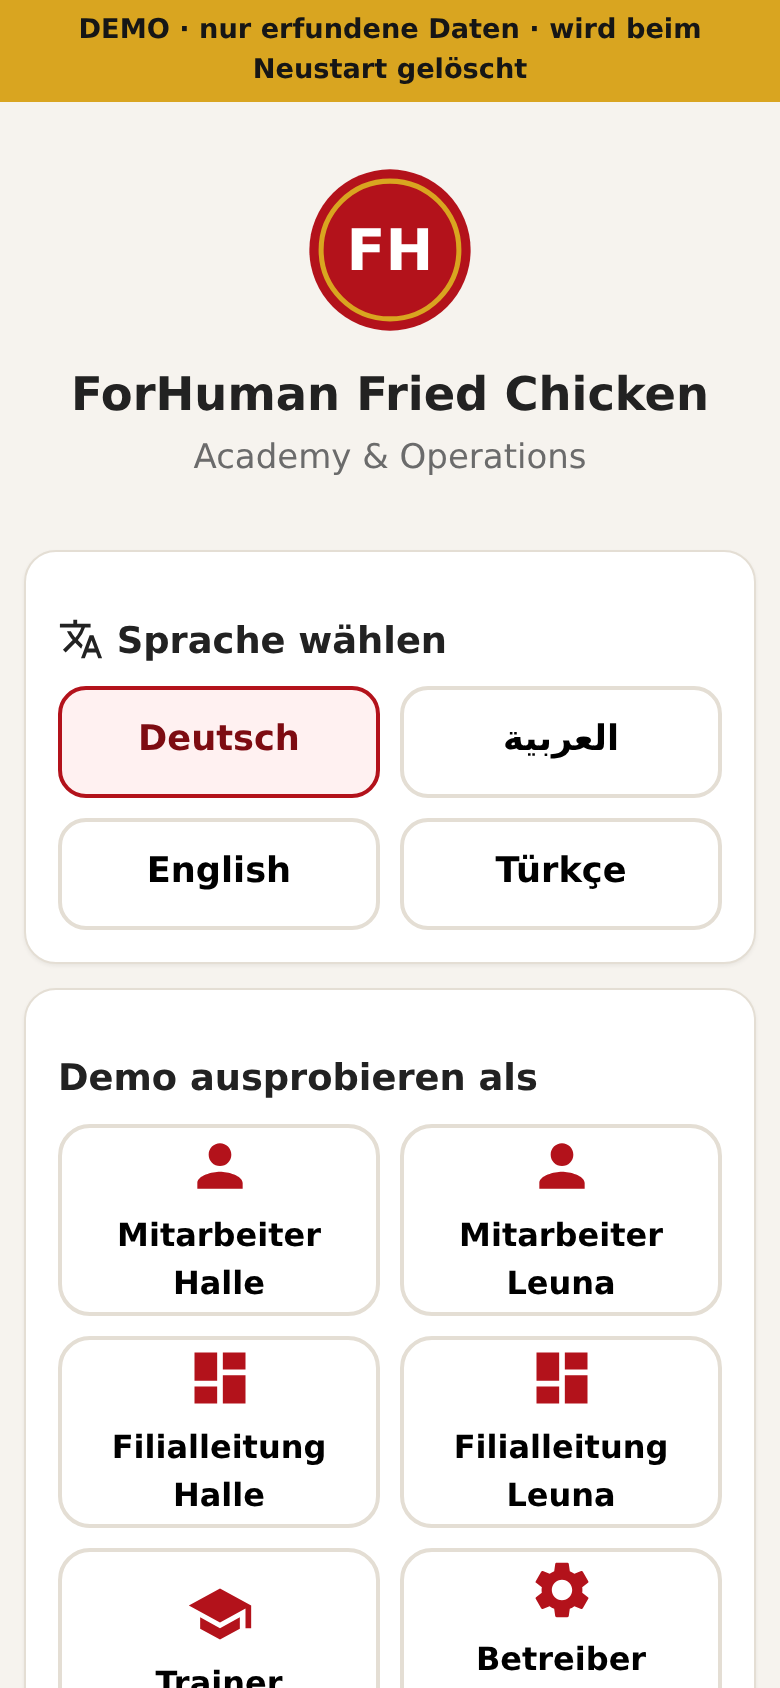 DEMO · nur erfundene Daten · wird beim
Neustart gelöscht
FH
ForHuman Fried Chicken
Academy & Operations
Sprache wählen
Deutsch
العربية
English
Türkçe
Demo ausprobieren als
Mitarbeiter
Halle
Mitarbeiter
Leuna
Filialleitung
Halle
Filialleitung
Leuna
Trainer
Betreiber